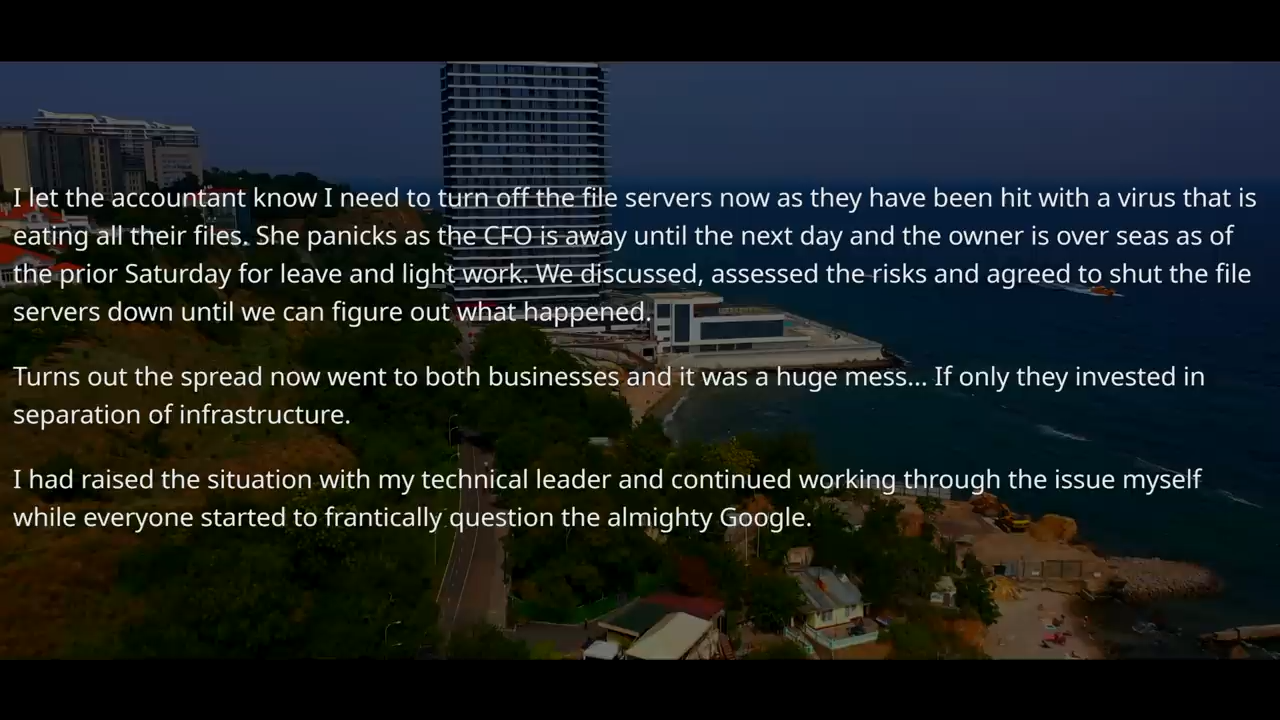 I let the accountant know I need to turn off the file servers now as they have been hit with a virus that is
eating all their files. She panicks as the CFO is away until the next day and the owner is over seas as of
the prior Saturday for leave and light work. We discussed, assessed the risks and agreed to shut the file
servers down until we can figure out what happened.
Turns out the spread now went to both businesses and it was a huge mess... If only they invested in
separation of infrastructure.
I had raised the situation with my technical leader and continued working through the issue myself
while everyone started to frantically question the almighty Google.